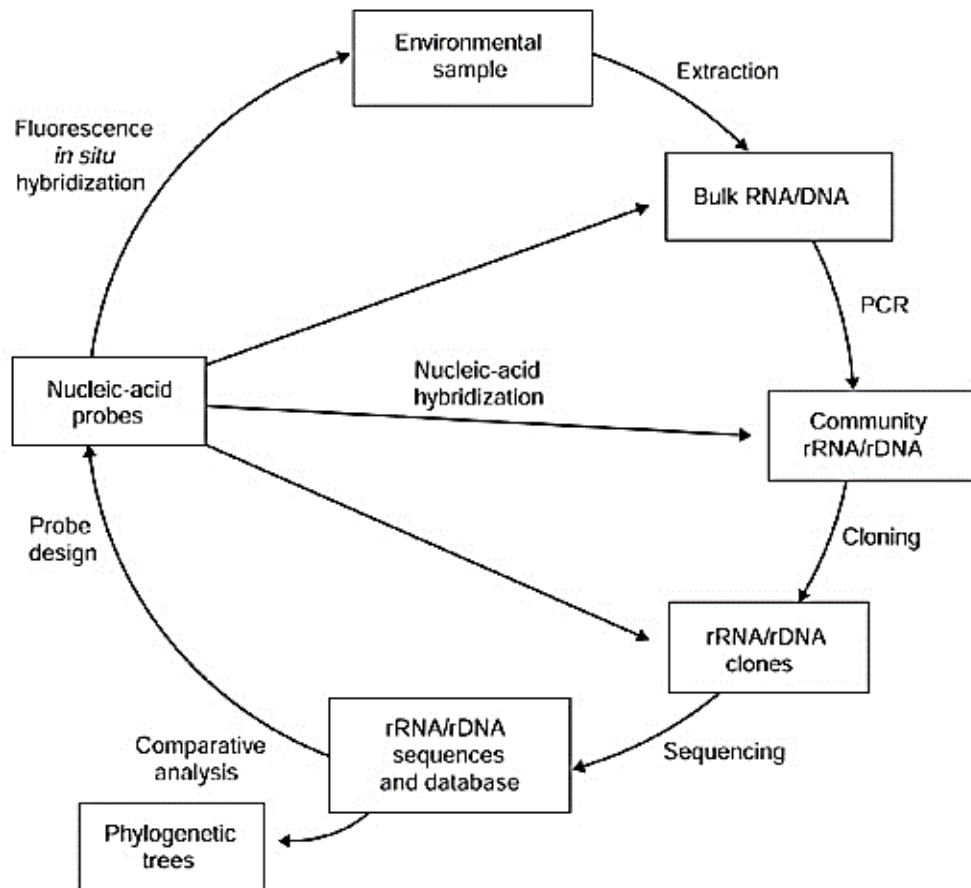 Environmental
sample
Extraction
Fluorescence
in situ
hybridization
Bulk RNA/DNA
PCR
Nucleic-acid
probes
Nucleic-acid
hybridization
Community
rRNA/rDNA
Probe
design
Cloning
rRNA/rDNA
clones
rRNA/rDNA
sequences
and database
Comparative
analysis
Sequencing
Phylogenetic
trees